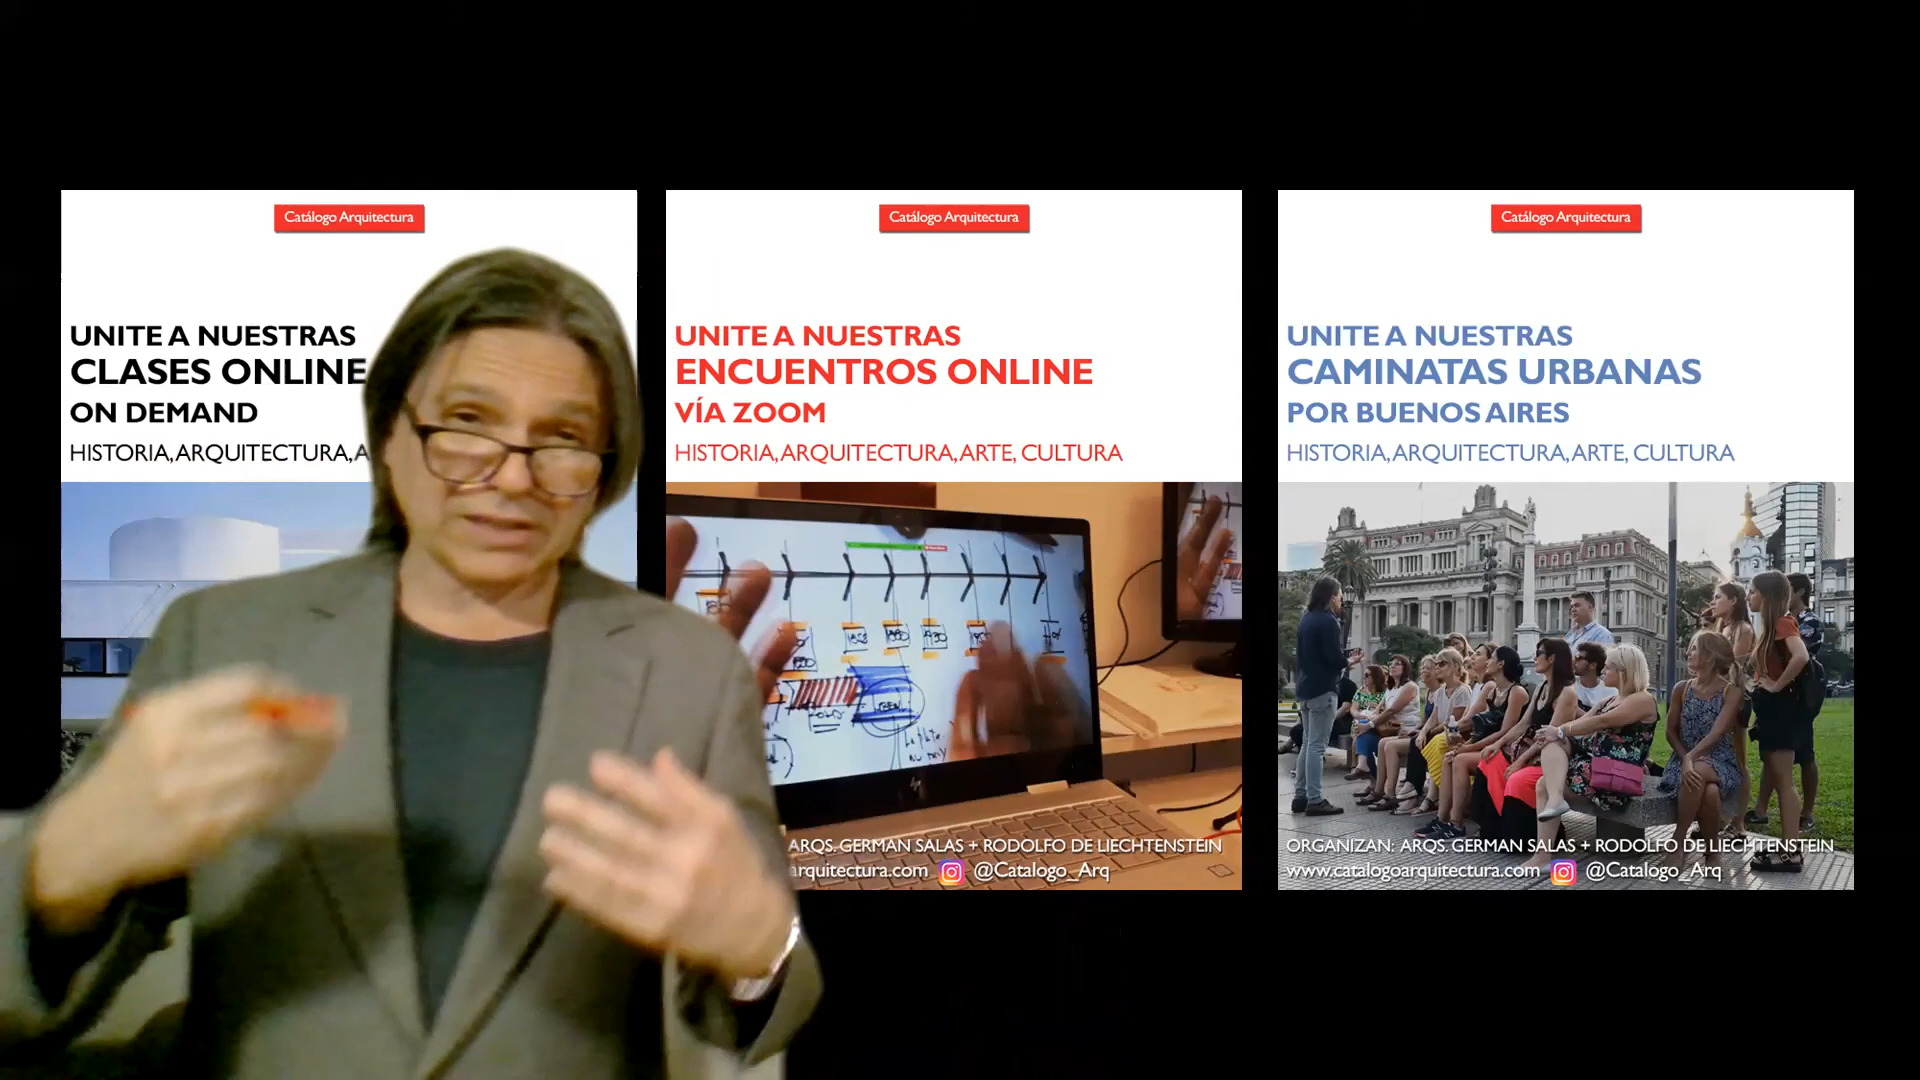 Catálogo Arquitectura
UNITE A NUESTRAS
CLASES ONLINE
ON DEMAND
HISTORIA, ARQUITECTURA, A
Catálogo Arquitectura
UNITE A NUESTRAS
ENCUENTROS ONLINE
VÍA ZOOM
HISTORIA, ARQUITECTURA, ARTE, CULTURA
ARQS. GERMAN SALAS + RODOLFO DE LIECHTENSTEIN
arquitectura.com @Catalogo_Arq
Catálogo Arquitectura
UNITE A NUESTRAS
CAMINATAS URBANAS
POR BUENOS AIRES
HISTORIA, ARQUITECTURA, ARTE, CULTURA
ORGANIZAN: ARQS. GERMAN SALAS + RODOLFO DE LIECHTENSTEIN
www.catalogoarquitectura.com @Catalogo_Arq